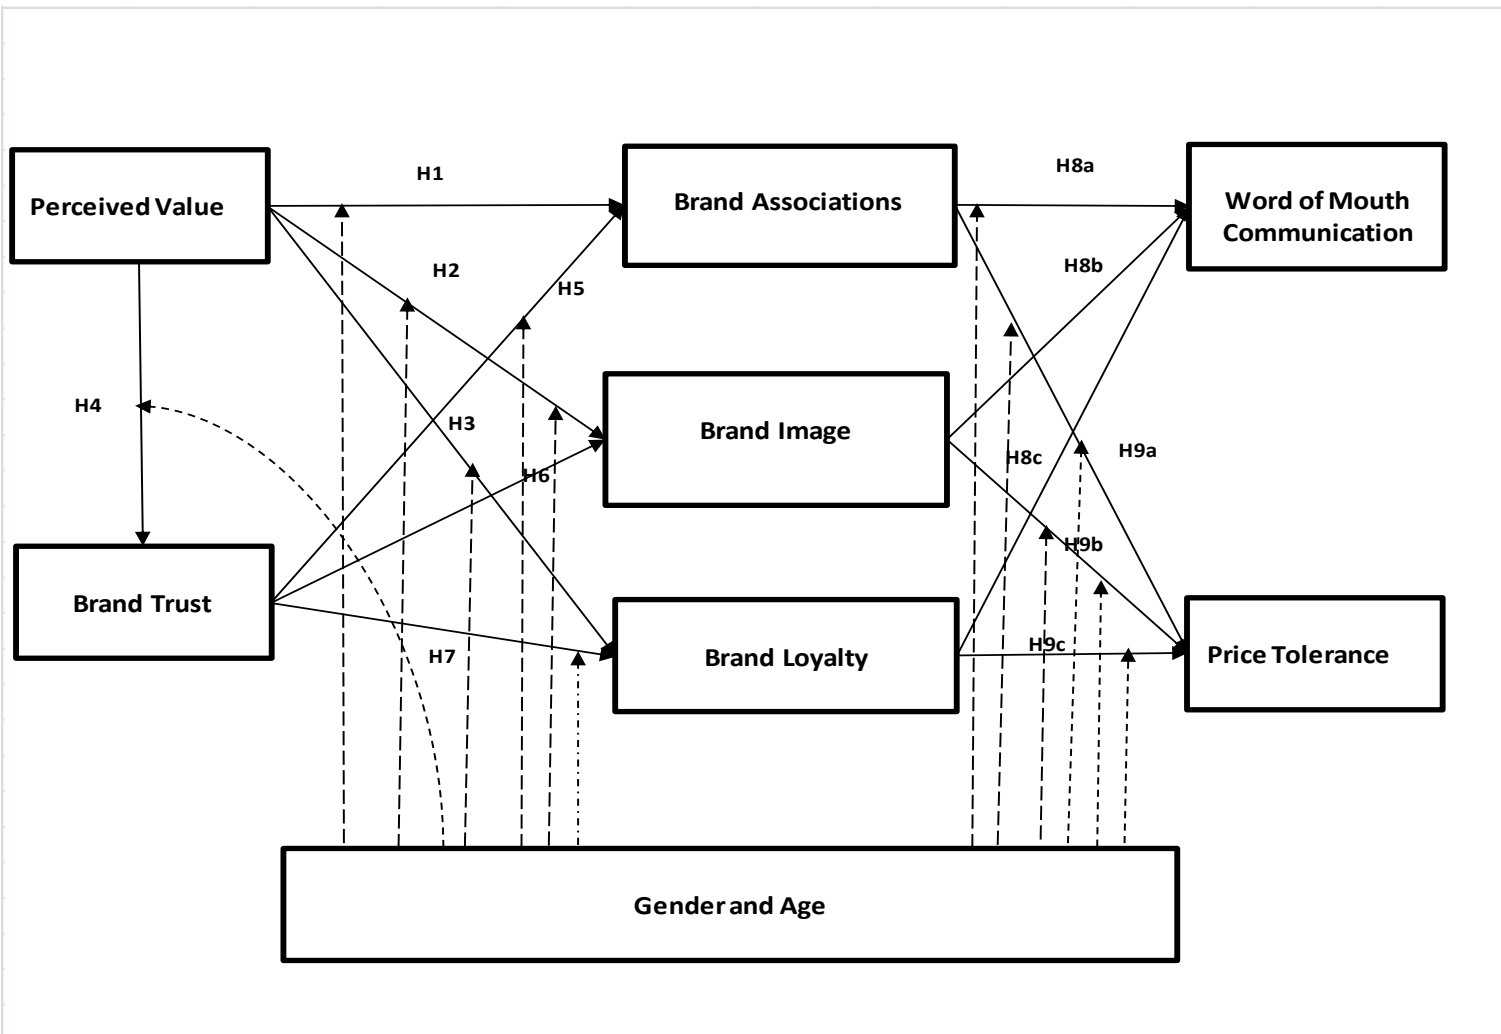 H1
H8a
Perceived Value
Brand Associations
Word of Mouth
Communication
H2
H8b
H5
H4
H3
Brand Image
H9a
H8c
H6
H9b
Brand Trust
H7
Brand Loyalty
H9c
Price Tolerance
Gender and Age